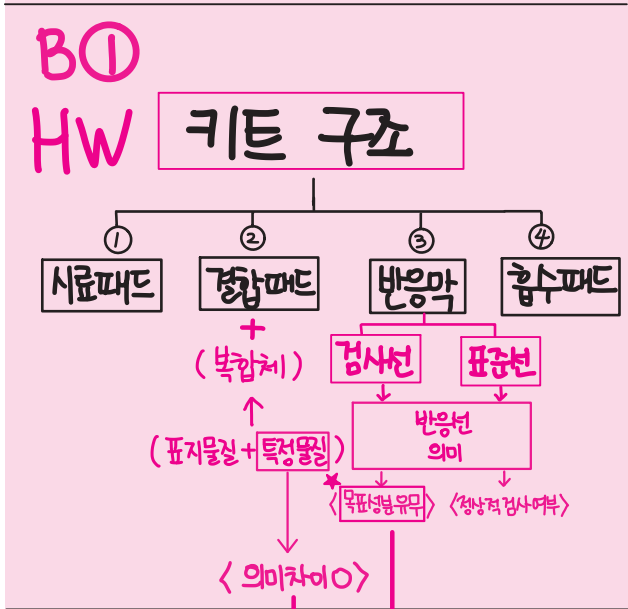 B①
HW
키트 구조
① ② ③ ④
시료패드 결합패드 반응막 흡수패드
+
(복합체) 검사선 표준선
반응선
의미
(표지물질+특정물질)
★
<목표성분유무> <정상적 검사여부>
<의미차이O>